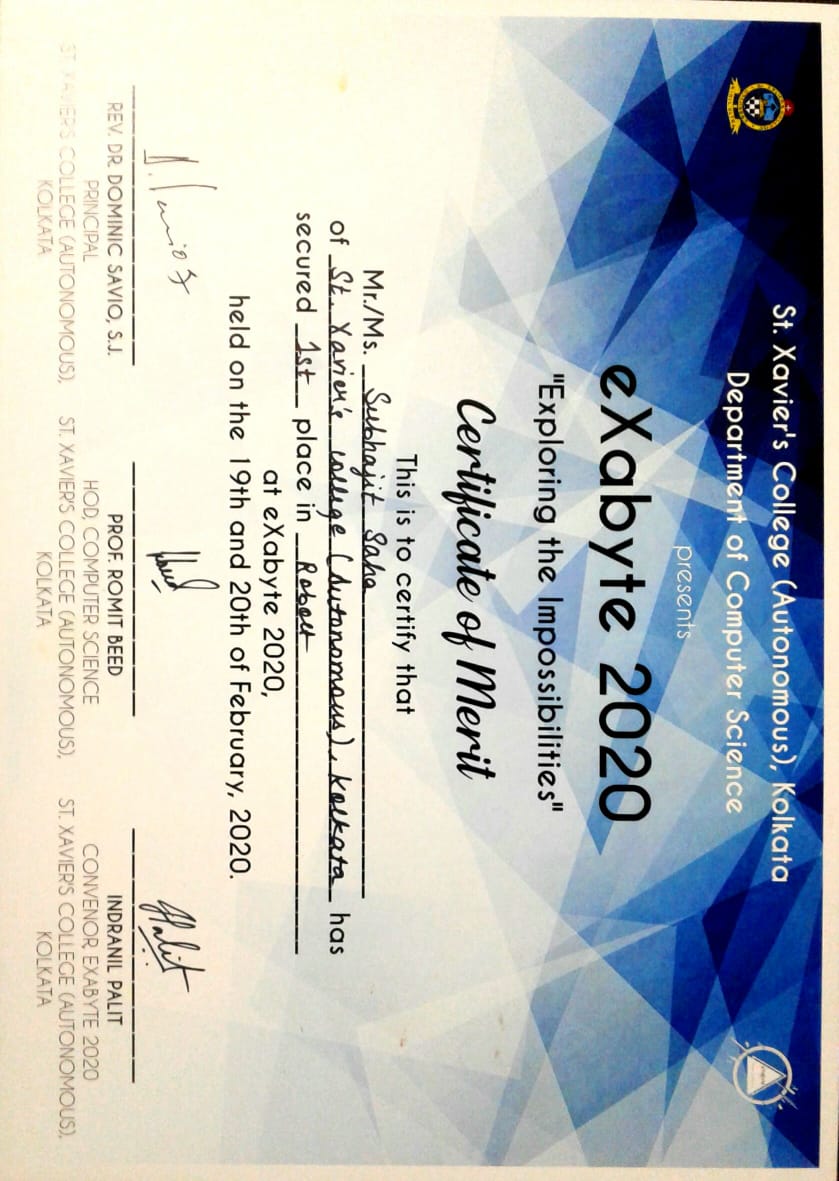 St. Xavier's College (Autonomous), Kolkata
Department of Computer Science
presents
eXabyte 2020
"Exploring the Impossibilities"
Certificate of Merit
This is to certify that
Mr./Ms. Subhajit Saha
of St. Xavier's college (Autonomous), Kolkata has
secured 1st place in
at eXabyte 2020,
held on the 19th and 20th of February, 2020.
REV. DR. DOMINIC SAVIO, S.J.
PRINCIPAL
ST. XAVIER'S COLLEGE (AUTONOMOUS),
KOLKATA
PROF. ROMIT BEED
HOD, COMPUTER SCIENCE
ST. XAVIER'S COLLEGE (AUTONOMOUS),
KOLKATA
INDRANIL PALIT
CONVENOR, EXABYTE 2020
ST. XAVIER'S COLLEGE (AUTONOMOUS),
KOLKATA